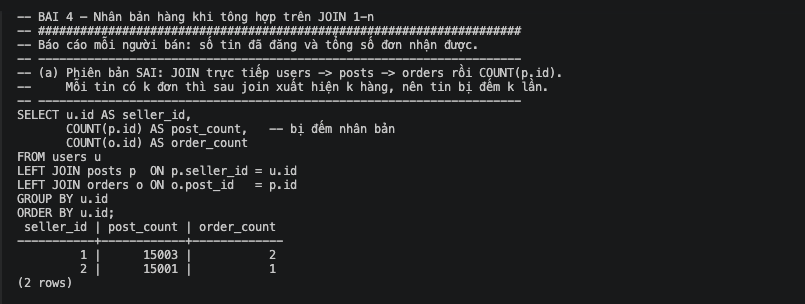 -- BAI 4 — Nhân bản hàng khi tổng hợp trên JOIN 1-n
-- ####################################################################
-- Báo cáo mỗi người bán: số tin đã đăng và tổng số đơn nhận được.
-- --------------------------------------------------------------------
-- (a) Phiên bản SAI: JOIN trực tiếp users -> posts -> orders rồi COUNT(p.id).
--     Mỗi tin có k đơn thì sau join xuất hiện k hàng, nên tin bị đếm k lần.
-- --------------------------------------------------------------------
SELECT u.id AS seller_id,
       COUNT(p.id) AS post_count,   -- bị đếm nhân bản
       COUNT(o.id) AS order_count
FROM users u
LEFT JOIN posts p  ON p.seller_id = u.id
LEFT JOIN orders o ON o.post_id   = p.id
GROUP BY u.id
ORDER BY u.id;
 seller_id | post_count | order_count
-----------+------------+-------------
         1 |      15003 |           2
         2 |      15001 |           1
(2 rows)